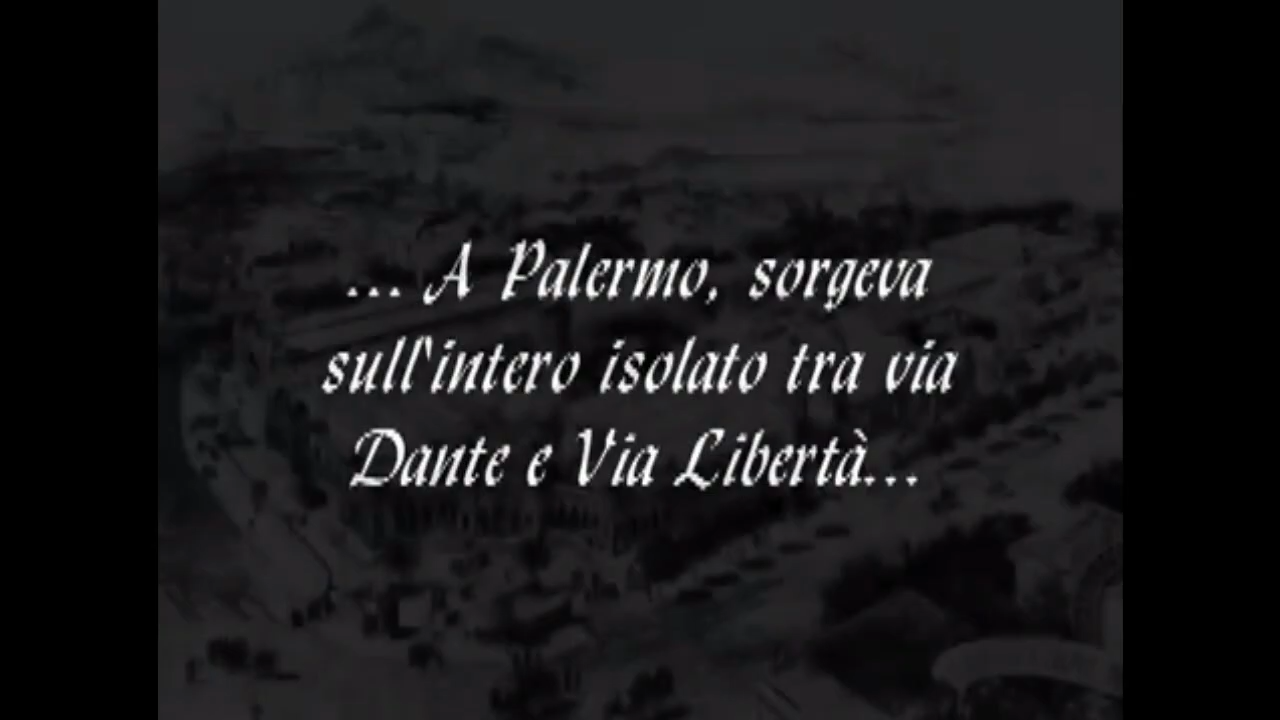 ... A Palermo, sorgeva
sull'intero isolato tra via
Dante e Via Libertà...